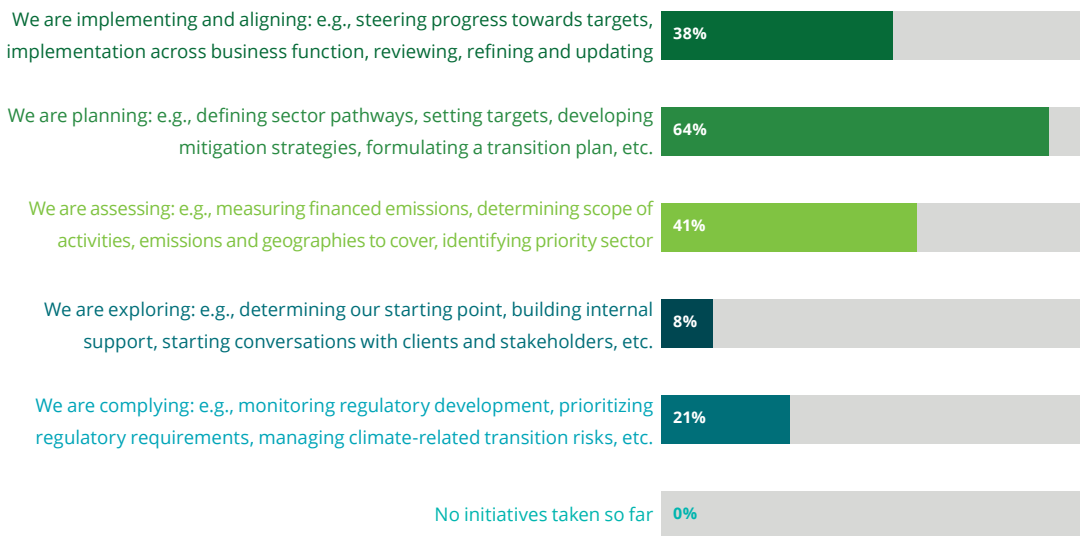 We are implementing and aligning: e.g., steering progress towards targets,
implementation across business function, reviewing, refining and updating
38%
We are planning: e.g., defining sector pathways, setting targets, developing
mitigation strategies, formulating a transition plan, etc.
64%
We are assessing: e.g., measuring financed emissions, determining scope of
activities, emissions and geographies to cover, identifying priority sector
41%
We are exploring: e.g., determining our starting point, building internal
support, starting conversations with clients and stakeholders, etc.
8%
We are complying: e.g., monitoring regulatory development, prioritizing
regulatory requirements, managing climate-related transition risks, etc.
21%
No initiatives taken so far
0%